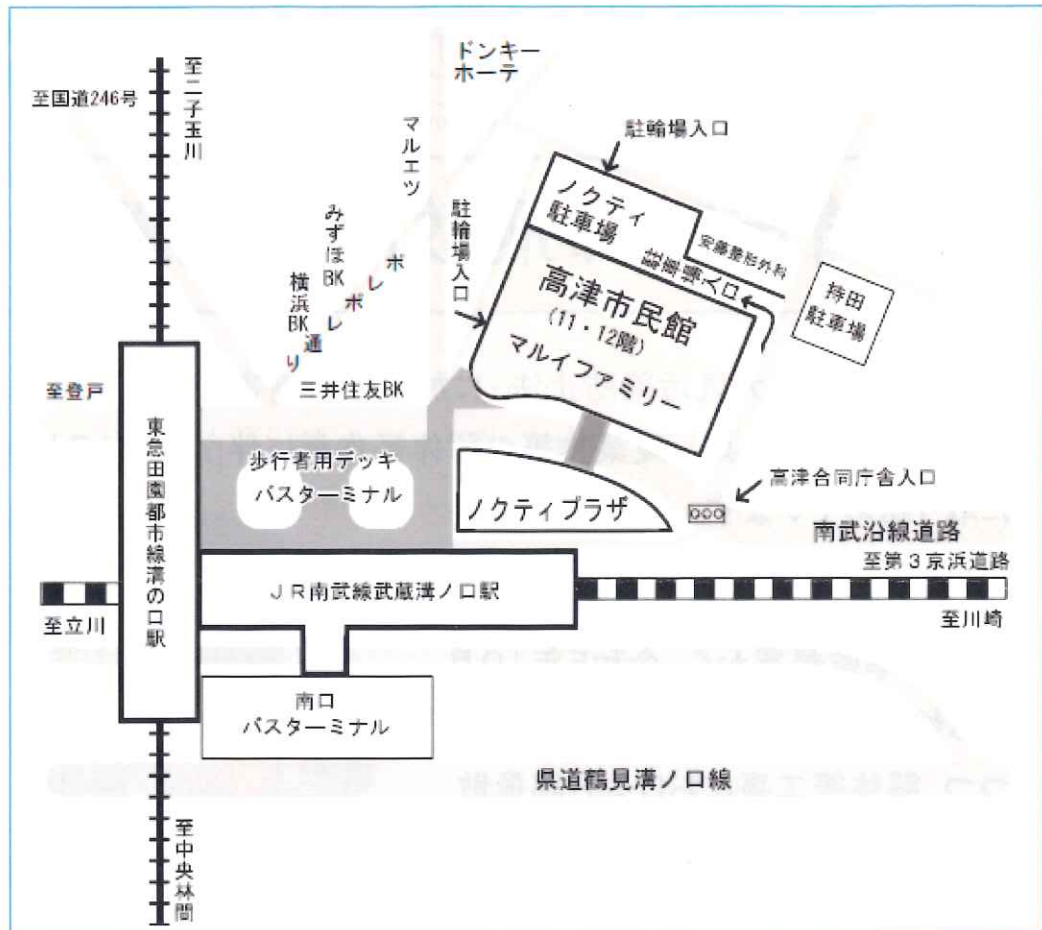 ドンキー
ホーテ
至国道246号
至二子玉川
マルエツ
駐輪場入口
ノクティ
駐車場
安藤整形外科
駐車場入口
持田
駐車場
駐輪場入口
みずほBK
横浜BK
ポレポレ通り
高津市民館
(11・12階)
マルイファミリー
三井住友BK
至登戸
東急田園都市線溝の口駅
歩行者用デッキ
バスターミナル
ノクティプラザ
高津合同庁舎入口
南武沿線道路
至第3京浜道路
JR南武線武蔵溝ノ口駅
至立川
至川崎
南口
バスターミナル
県道鶴見溝ノ口線
至中央林間